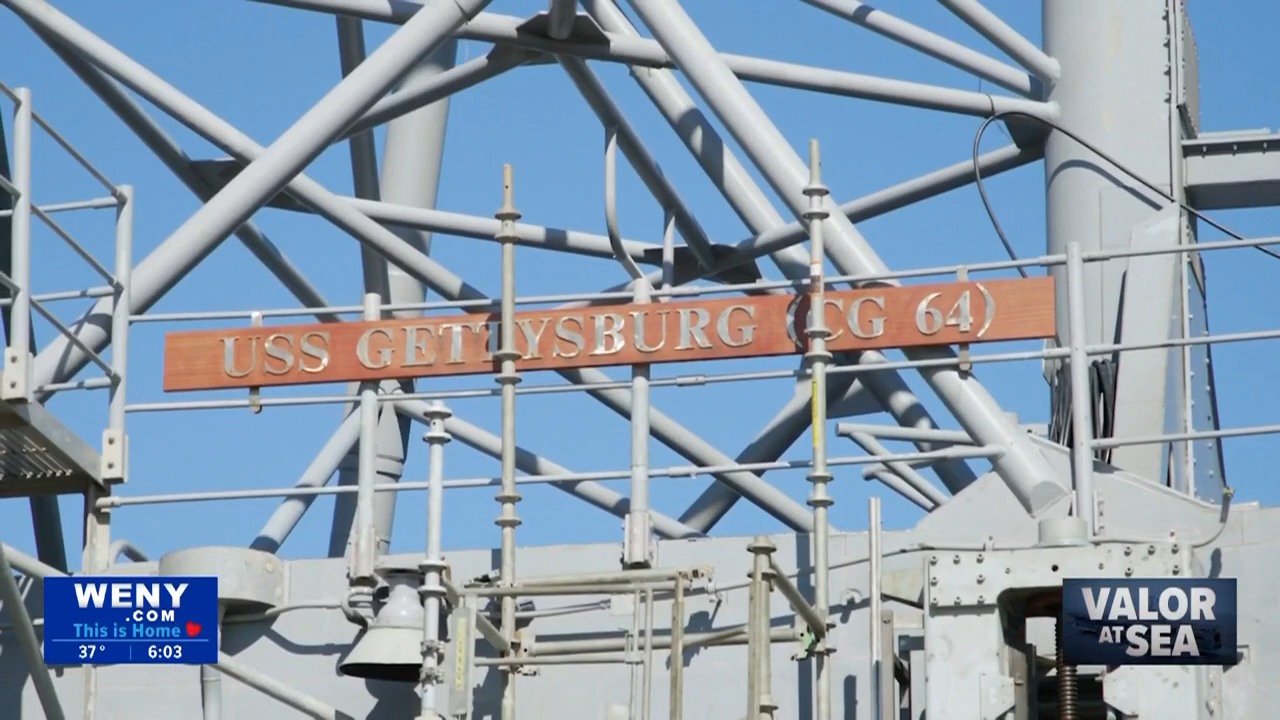 USS GETTYSBURG (CG 64)
WENY
.COM
This is Home
37° 6:03
VALOR
AT SEA